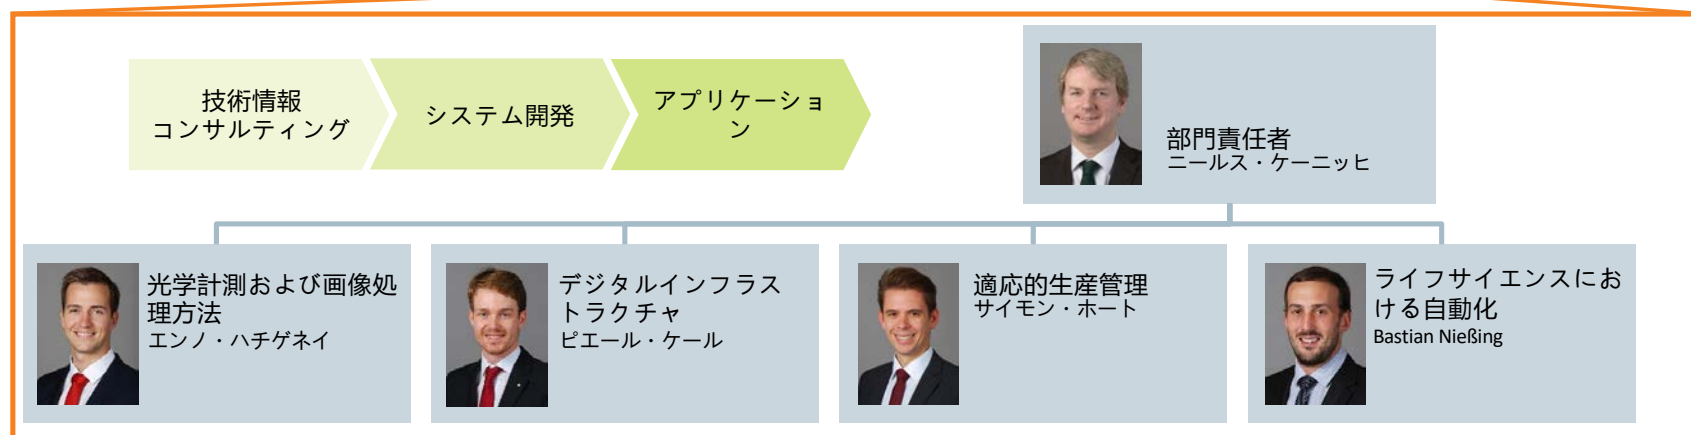 技術情報
コンサルティング
システム開発
アプリケーショ
ン
部門責任者
ニールス・ケーニッヒ
光学計測および画像処
理方法
エンノ・ハチゲネイ
デジタルインフラス
トラクチャ
ピエール・ケール
適応的生産管理
サイモン・ホート
ライフサイエンスにお
ける自動化
Bastian Nießing